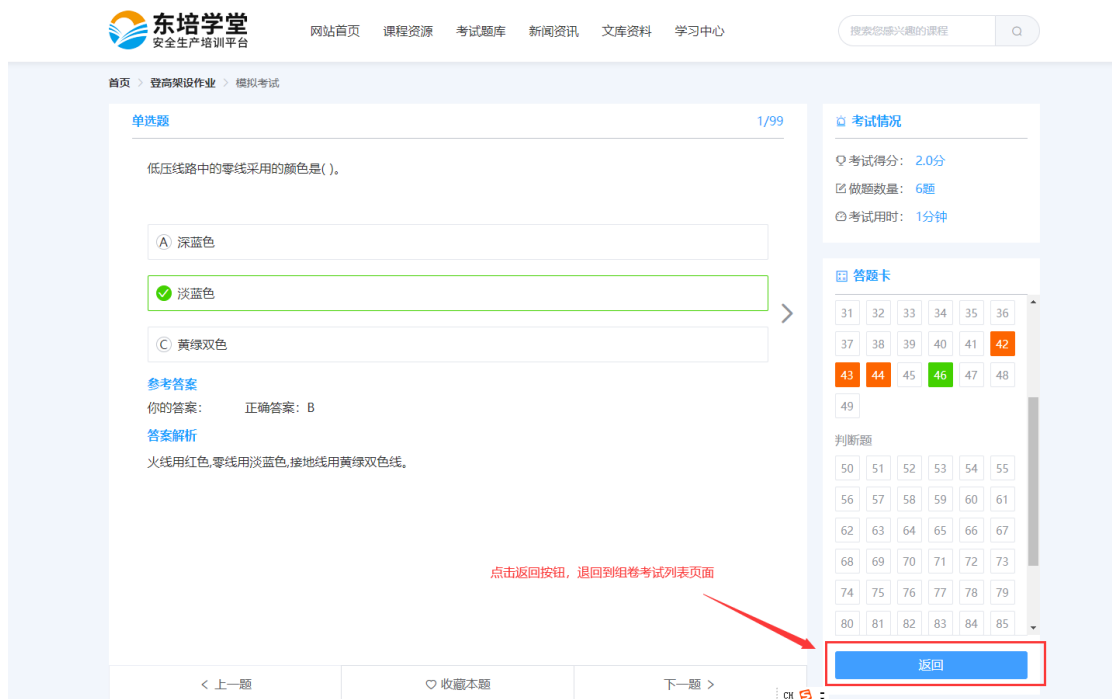 东培学堂
安全生产培训平台
网站首页 课程资源 考试题库 新闻资讯 文库资料 学习中心
搜索您感兴趣的课程
首页 > 登高架设作业 > 模拟考试
单选题 1/99
低压线路中的零线采用的颜色是( )。
A 深蓝色
淡蓝色
C 黄绿双色
参考答案
你的答案: 正确答案: B
答案解析
火线用红色,零线用淡蓝色,接地线用黄绿双色线。
点击返回按钮，退回到组卷考试列表页面
< 上一题 收藏本题 下一题 >
考试情况
考试得分: 2.0分
做题数量: 6题
考试用时: 1分钟
答题卡
31 32 33 34 35 36
37 38 39 40 41 42
43 44 45 46 47 48
49
判断题
50 51 52 53 54 55
56 57 58 59 60 61
62 63 64 65 66 67
68 69 70 71 72 73
74 75 76 77 78 79
80 81 82 83 84 85
返回
CH